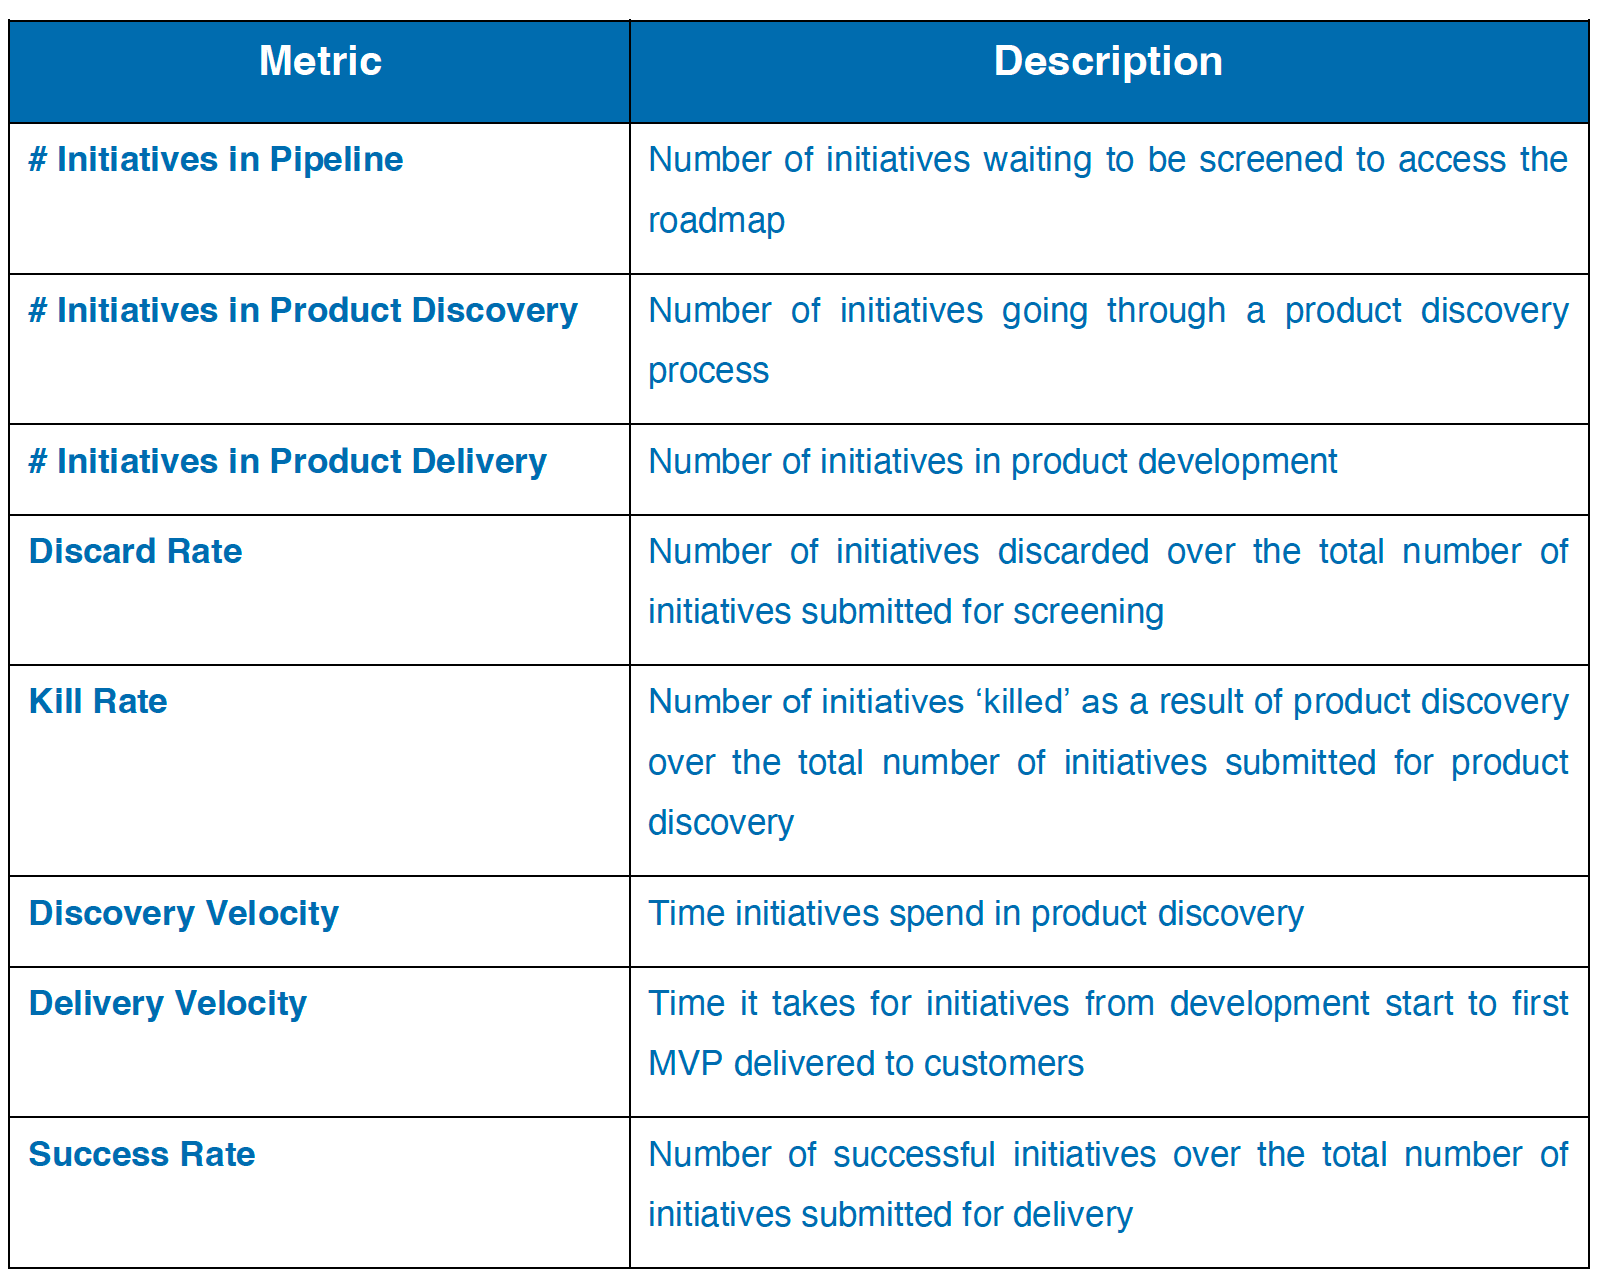 Metric
Description
# Initiatives in Pipeline
Number of initiatives waiting to be screened to access the
roadmap
# Initiatives in Product Discovery
Number of initiatives going through a product discovery
process
# Initiatives in Product Delivery
Number of initiatives in product development
Discard Rate
Number of initiatives discarded over the total number of
initiatives submitted for screening
Kill Rate
Number of initiatives ‘killed’ as a result of product discovery
over the total number of initiatives submitted for product
discovery
Discovery Velocity
Time initiatives spend in product discovery
Delivery Velocity
Time it takes for initiatives from development start to first
MVP delivered to customers
Success Rate
Number of successful initiatives over the total number of
initiatives submitted for delivery